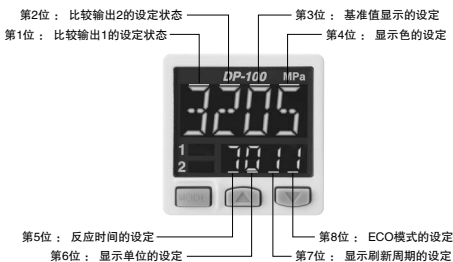 第2位： 比较输出2的设定状态
第3位： 基准值显示的设定
第1位： 比较输出1的设定状态
第4位： 显示色的设定
DP-100 MPa
3205
1
7011
2
MODE
第5位： 反应时间的设定
第8位： ECO模式的设定
第6位： 显示单位的设定
第7位： 显示刷新周期的设定